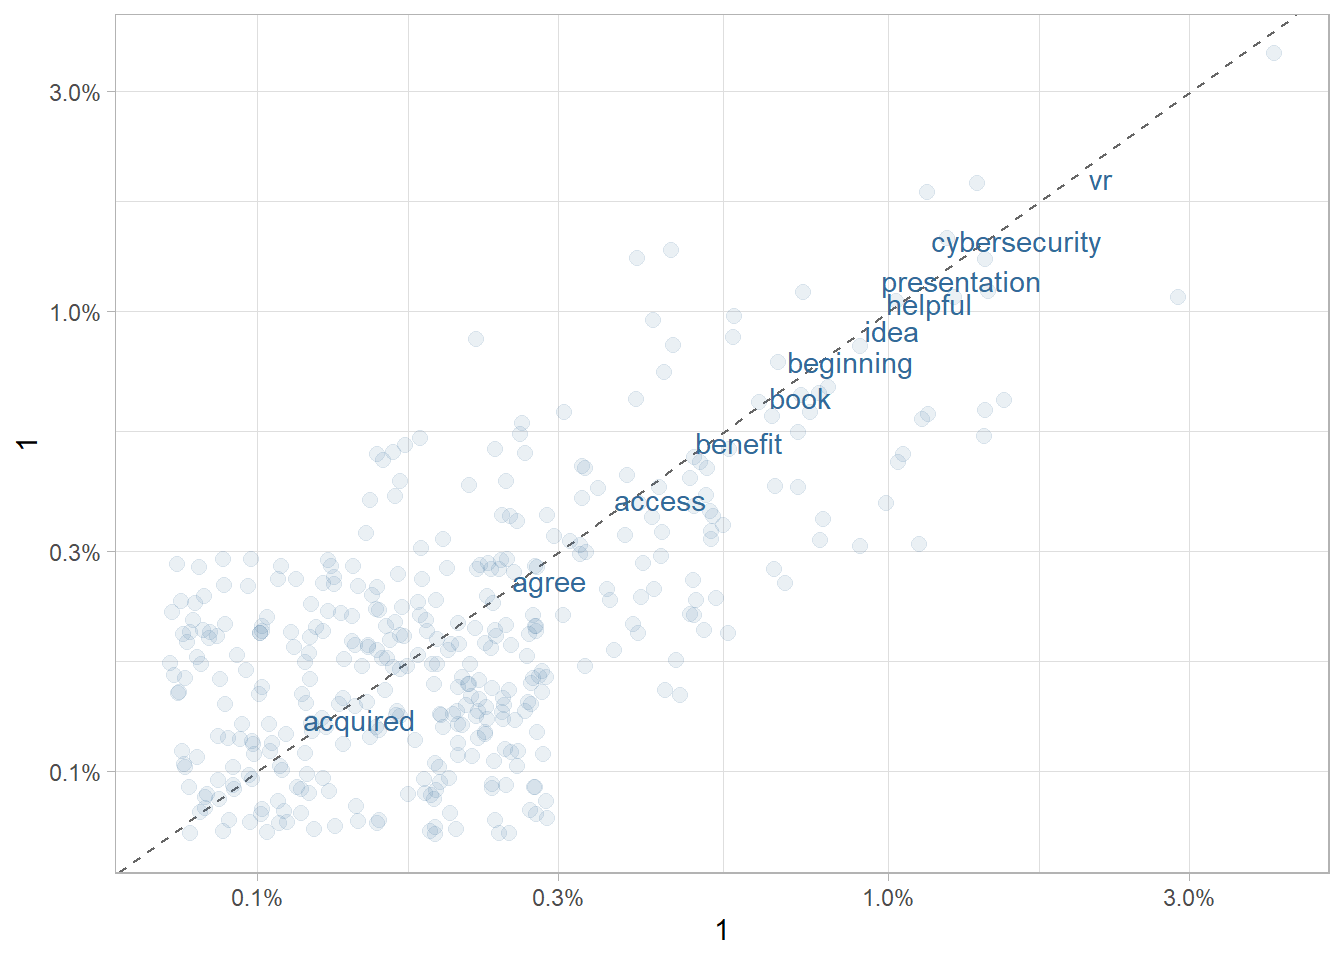 3.0%
vr
cybersecurity
presentation
helpful
1.0%
idea
beginning
book
1
benefit
access
0.3%
agree
acquired
0.1%
0.1% 0.3% 1.0% 3.0%
1